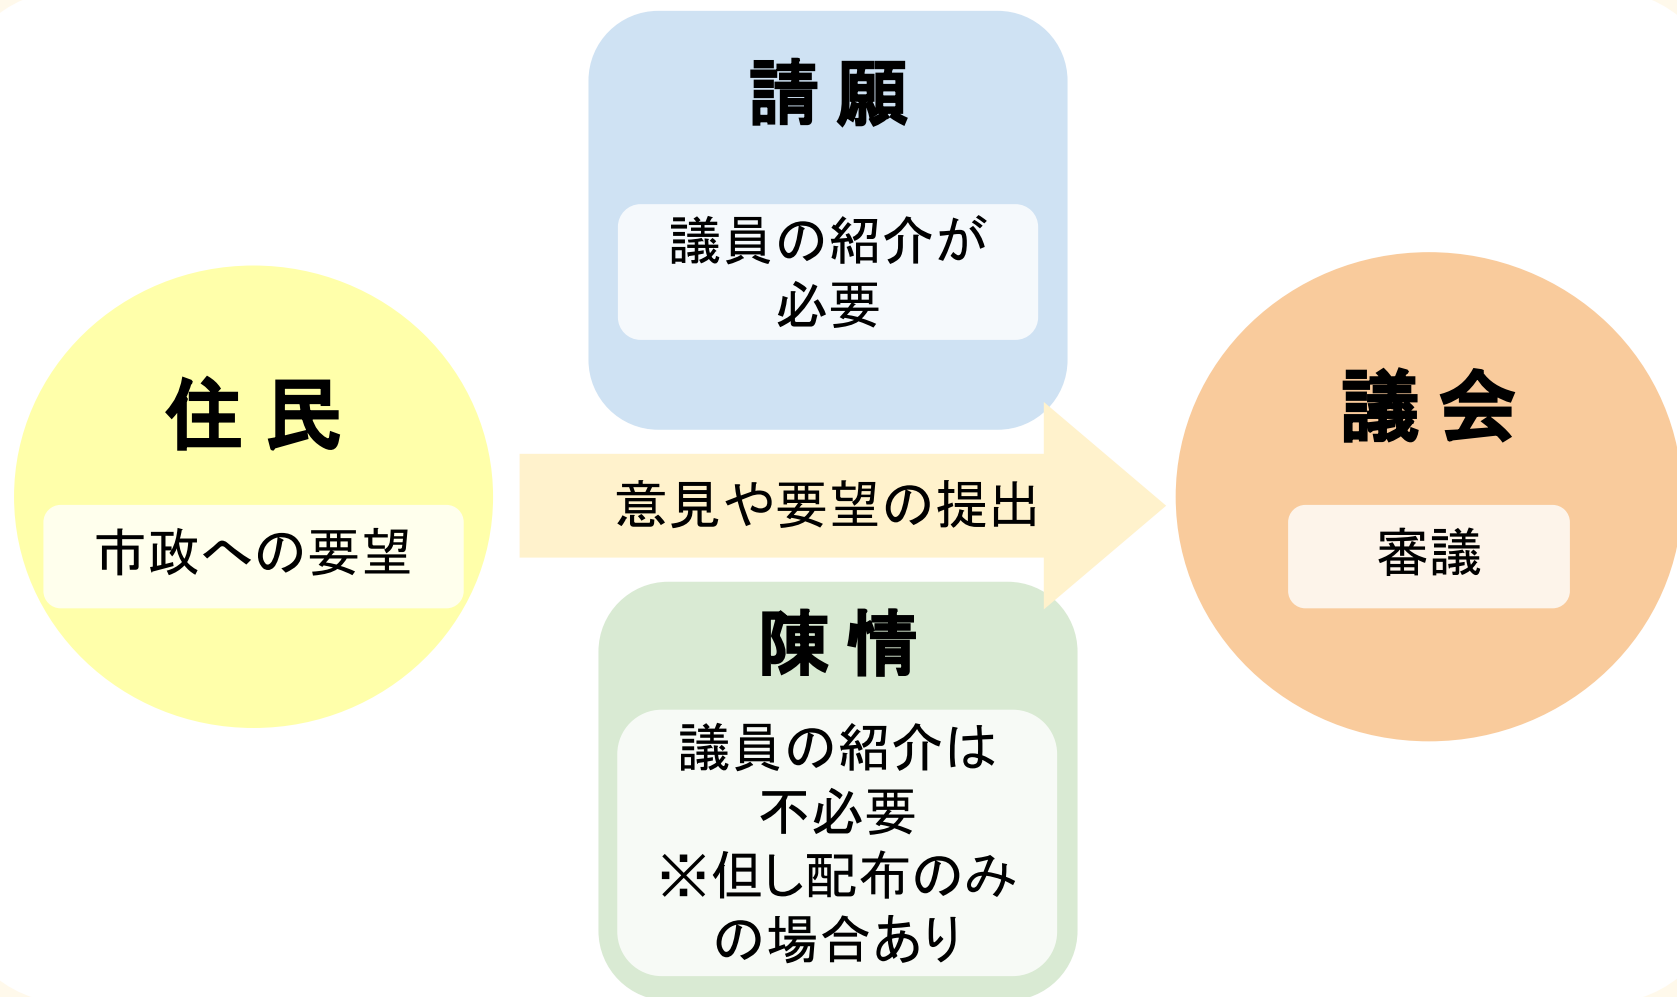 請願
議員の紹介が
必要
住民
市政への要望
意見や要望の提出
議会
審議
陳情
議員の紹介は
不必要
※但し配布のみ
の場合あり